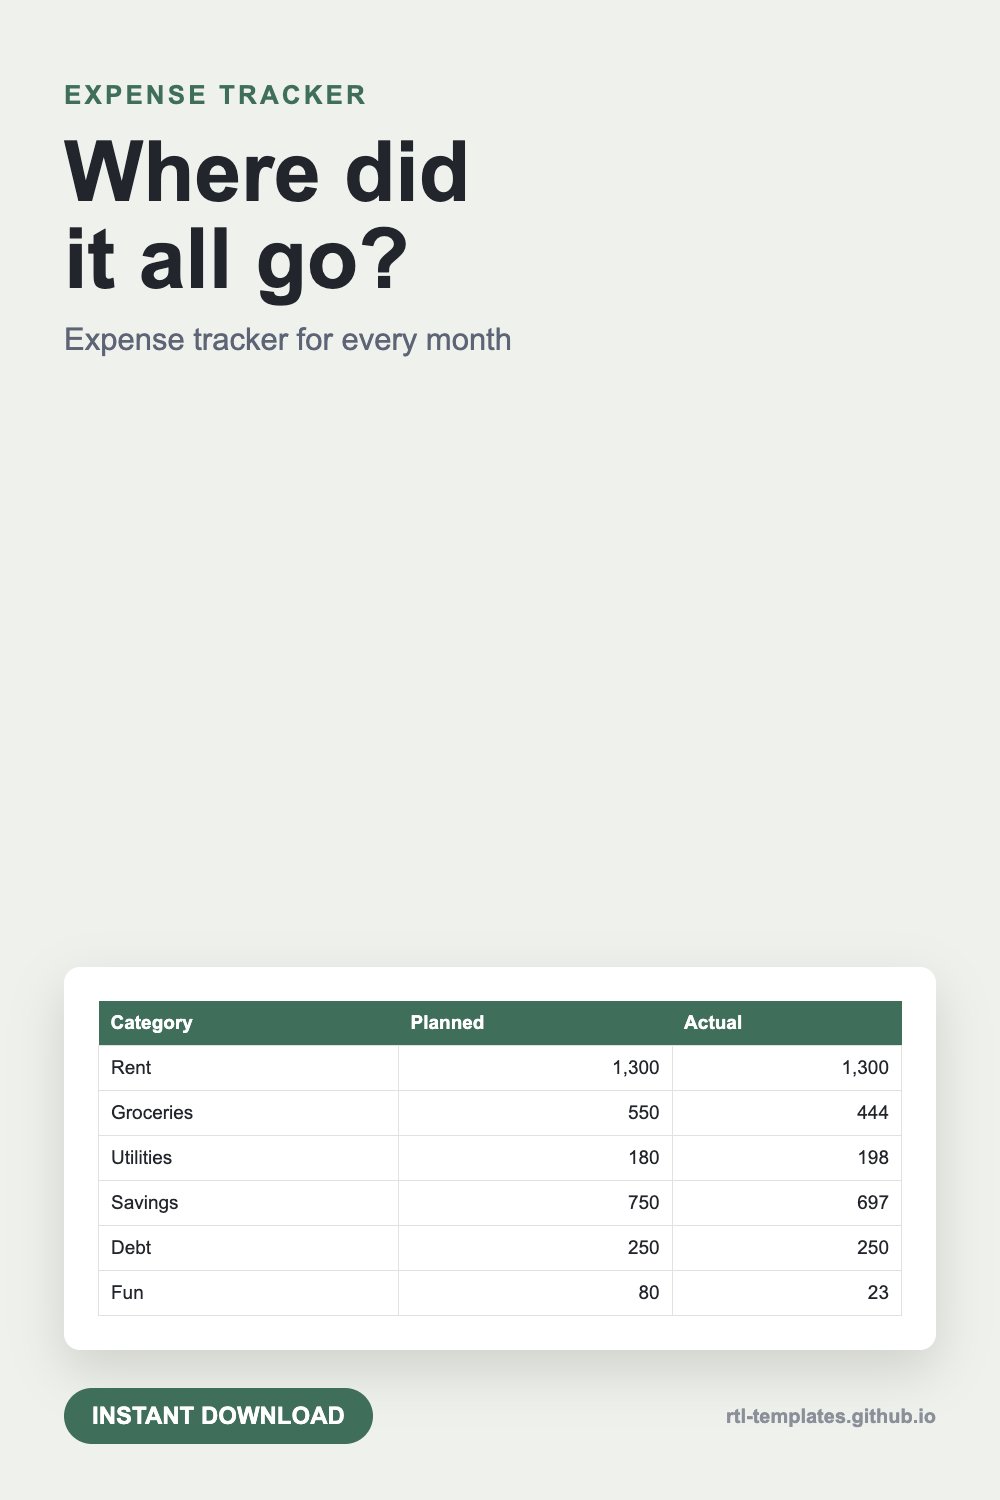 EXPENSE TRACKER
Where did
it all go?
Expense tracker for every month
Category Planned Actual
Rent 1,300 1,300
Groceries 550 444
Utilities 180 198
Savings 750 697
Debt 250 250
Fun 80 23
INSTANT DOWNLOAD
rtl-templates.github.io